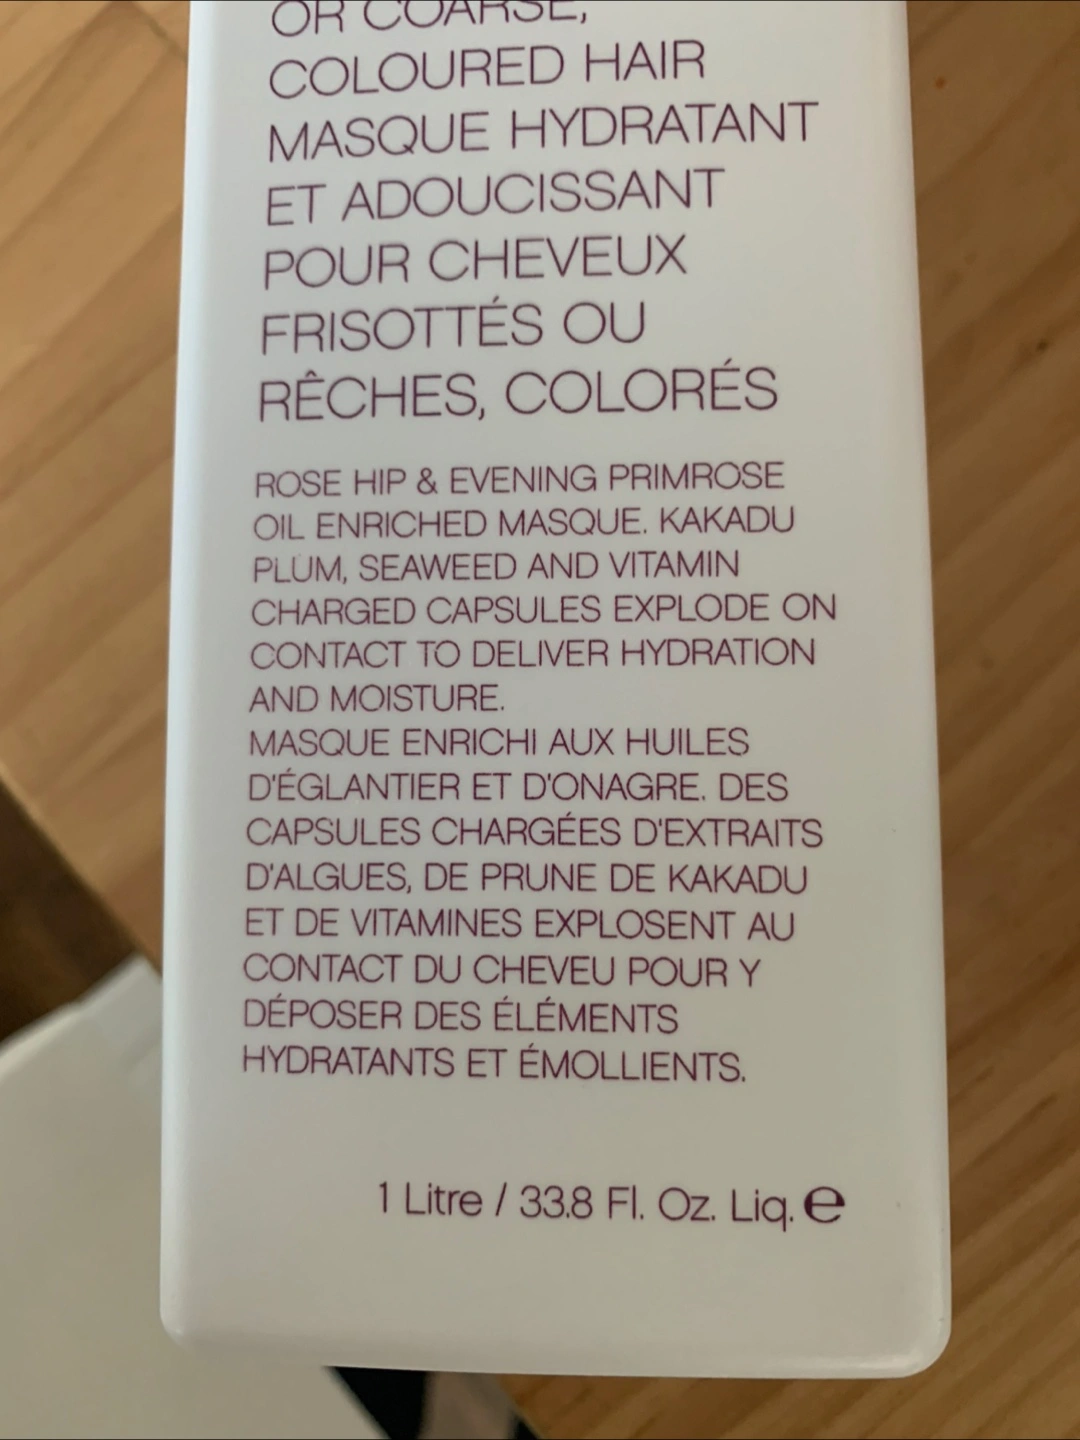 OR COARSE,
COLOURED HAIR
MASQUE HYDRATANT
ET ADOUCISSANT
POUR CHEVEUX
FRISOTTÉS OU
RÊCHES, COLORÉS
ROSE HIP & EVENING PRIMROSE
OIL ENRICHED MASQUE. KAKADU
PLUM, SEAWEED AND VITAMIN
CHARGED CAPSULES EXPLODE ON
CONTACT TO DELIVER HYDRATION
AND MOISTURE.
MASQUE ENRICHI AUX HUILES
D'ÉGLANTIER ET D'ONAGRE. DES
CAPSULES CHARGÉES D'EXTRAITS
D'ALGUES, DE PRUNE DE KAKADU
ET DE VITAMINES EXPLOSENT AU
CONTACT DU CHEVEU POUR Y
DÉPOSER DES ÉLÉMENTS
HYDRATANTS ET ÉMOLLIENTS.
1 Litre / 33.8 Fl. Oz. Liq. ℮